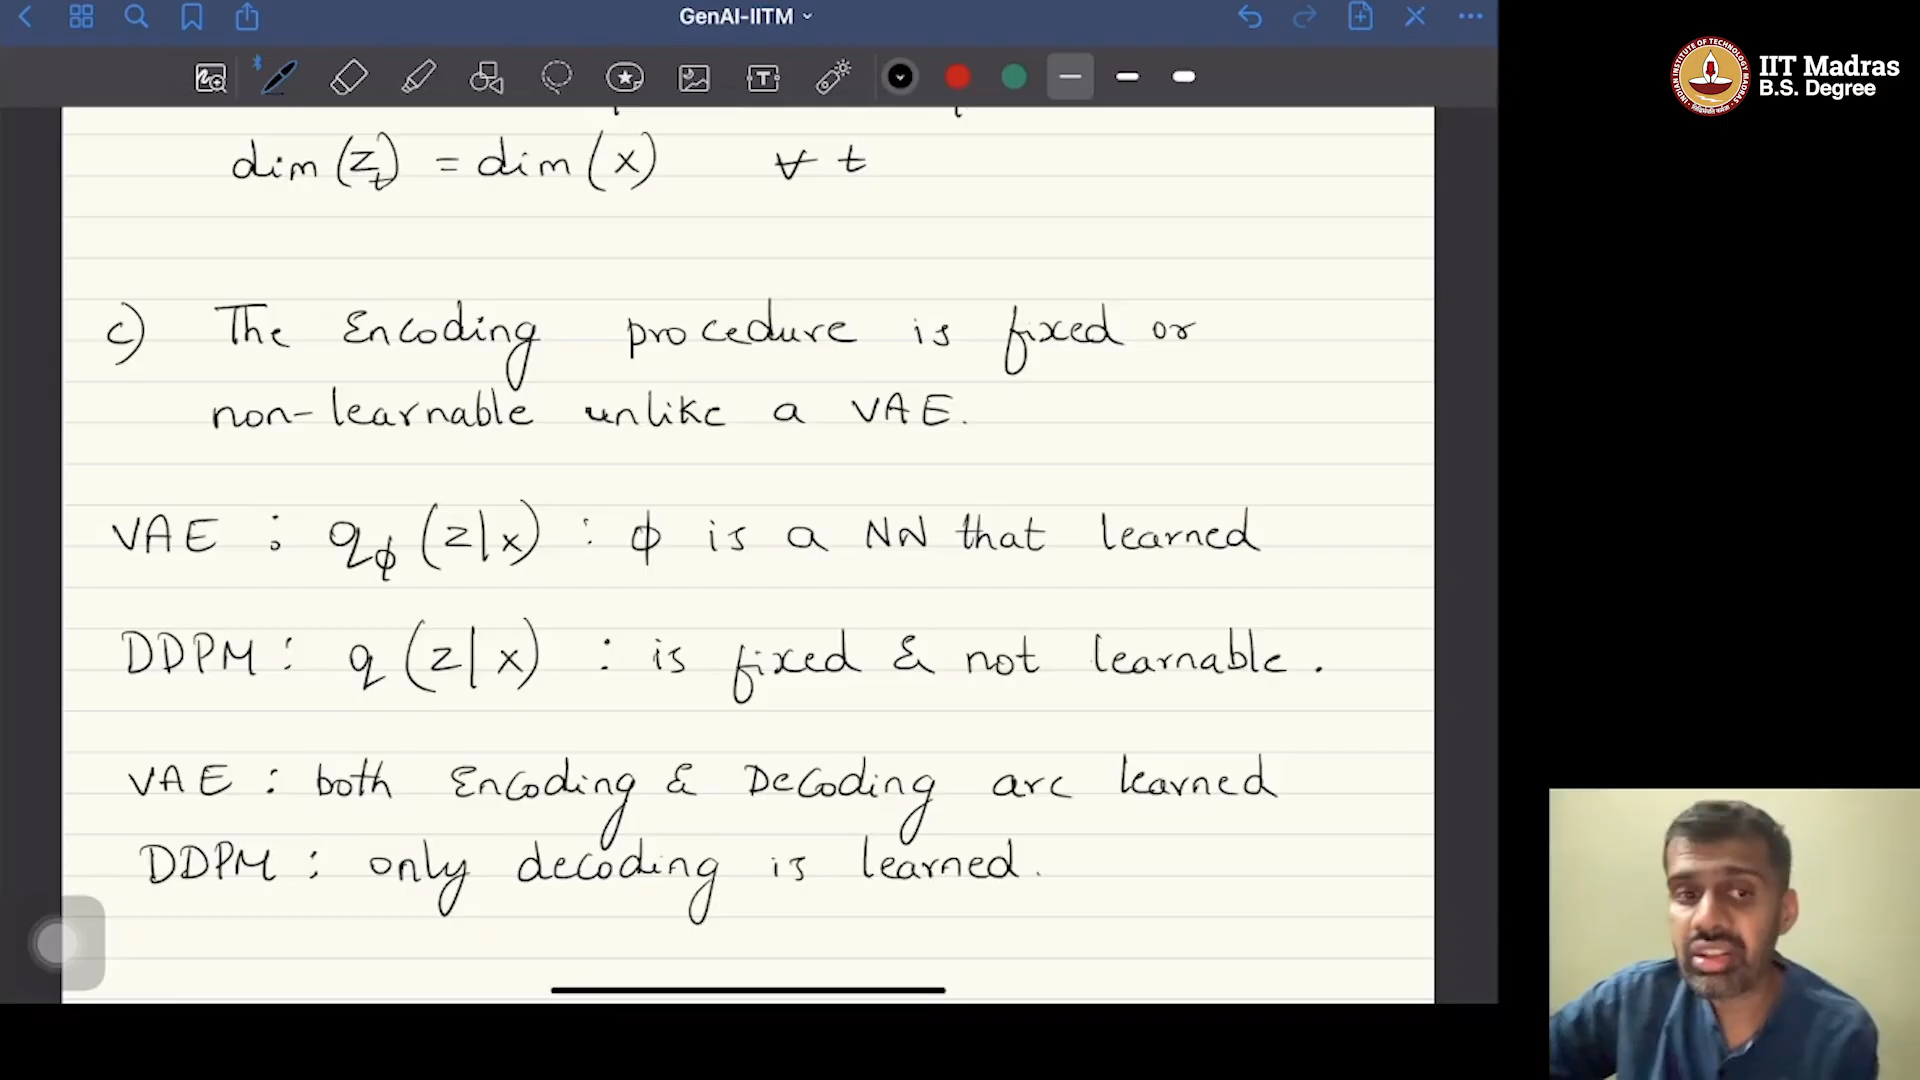 GenAI-IITM
IIT Madras
B.S. Degree
dim (z_t) = dim (x) ∀ t
c) The Encoding procedure is fixed or
non-learnable unlike a VAE.
VAE : q_ϕ (z|x) : ϕ is a NN that learned
DDPM : q (z|x) : is fixed & not learnable.
VAE : both Encoding & Decoding are learned
DDPM : only decoding is learned.